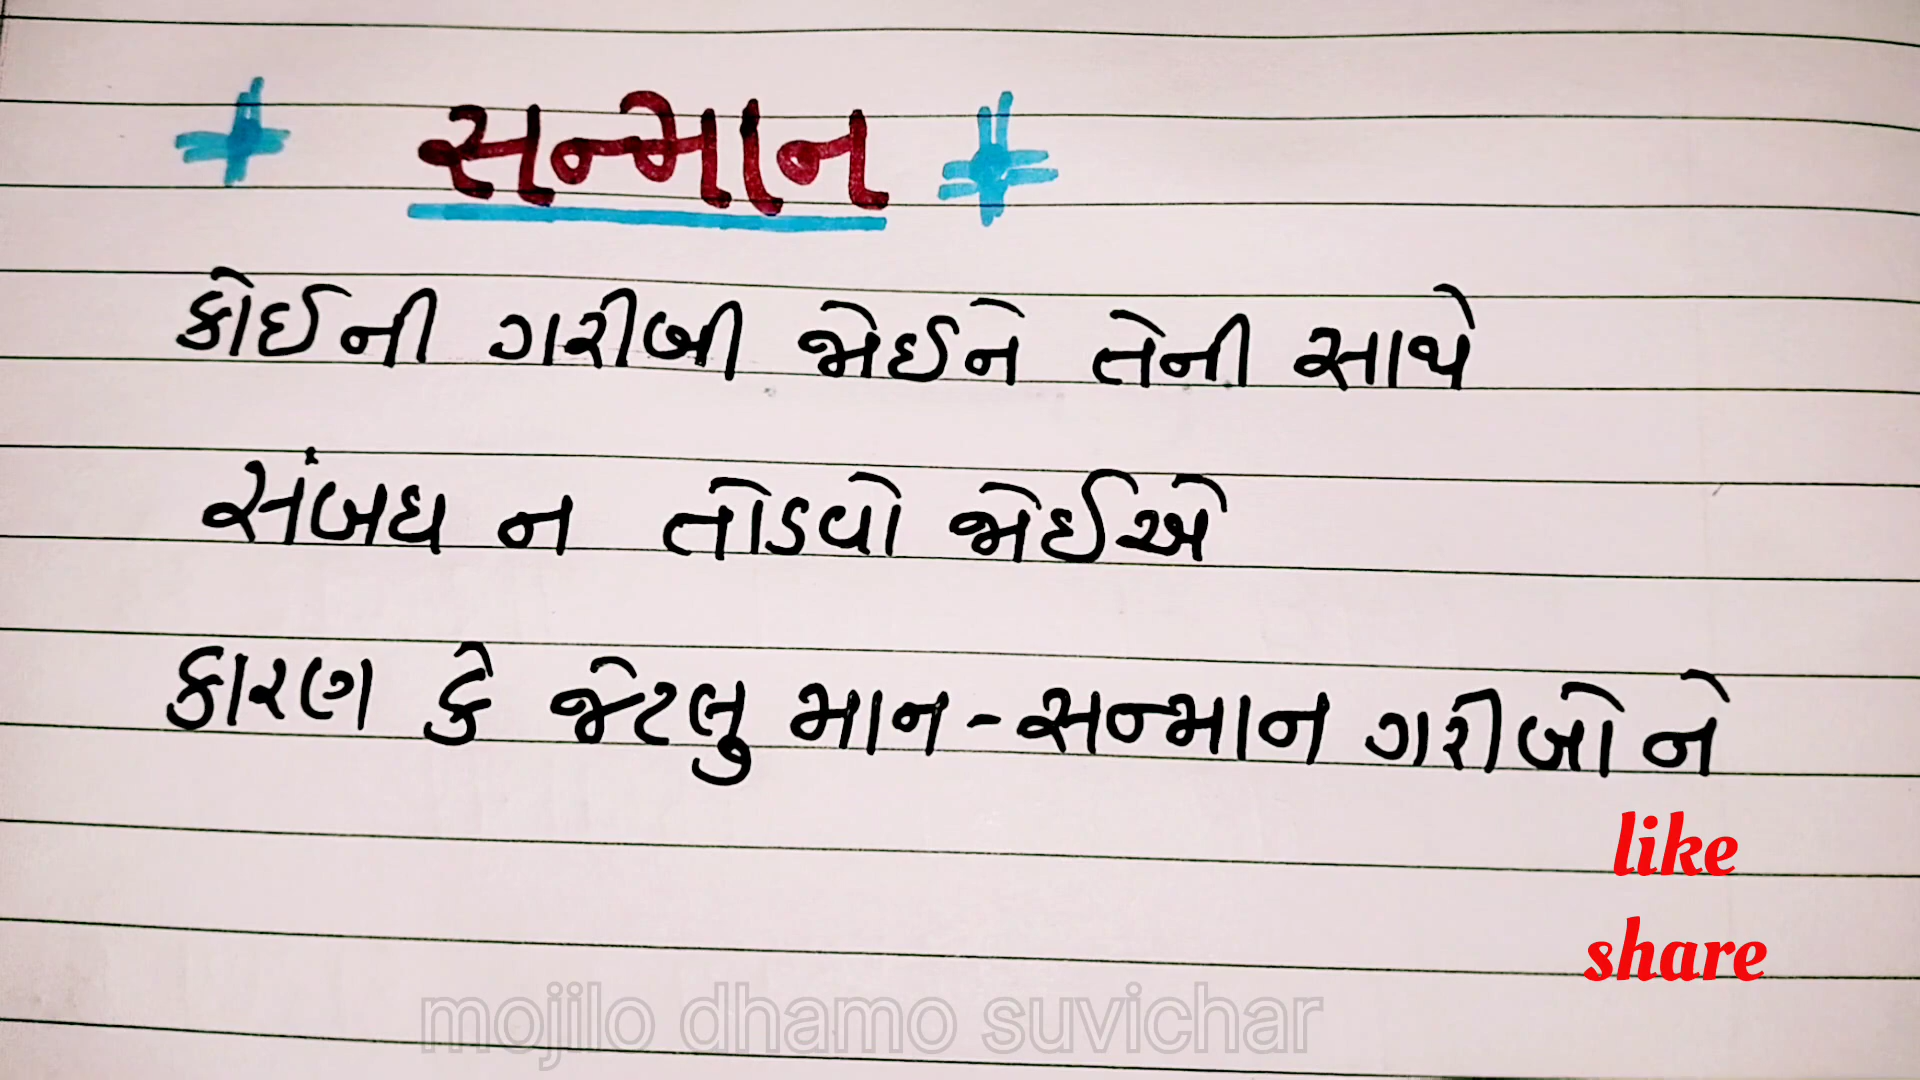 સન્માન
કોઈની ગરીબી જોઈને તેની સાથે
સંબધ ન તોડવો જોઈએ
કારણ કે જેટલુ માન-સન્માન ગરીબોને
like
share
mojilo dhamo suvichar